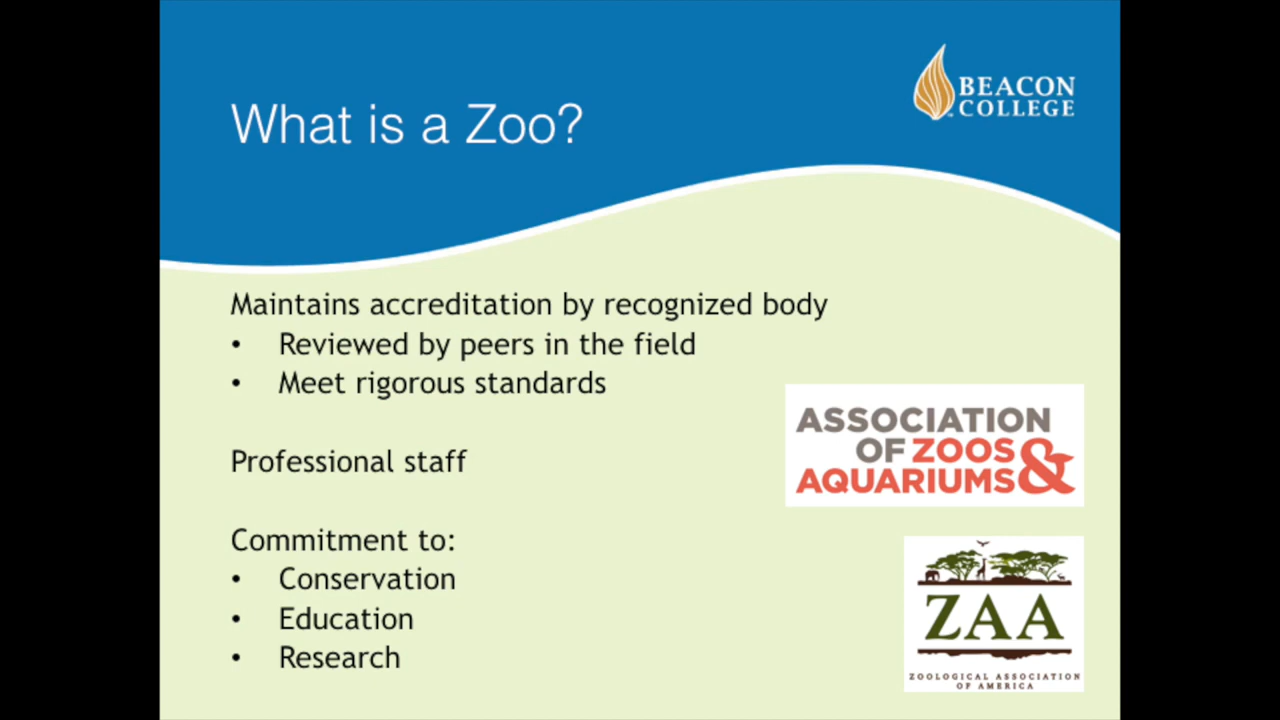 BEACON
COLLEGE
What is a Zoo?
Maintains accreditation by recognized body
• Reviewed by peers in the field
• Meet rigorous standards
Professional staff
Commitment to:
• Conservation
• Education
• Research
ASSOCIATION
OF ZOOS &
AQUARIUMS
ZAA
ZOOLOGICAL ASSOCIATION
OF AMERICA